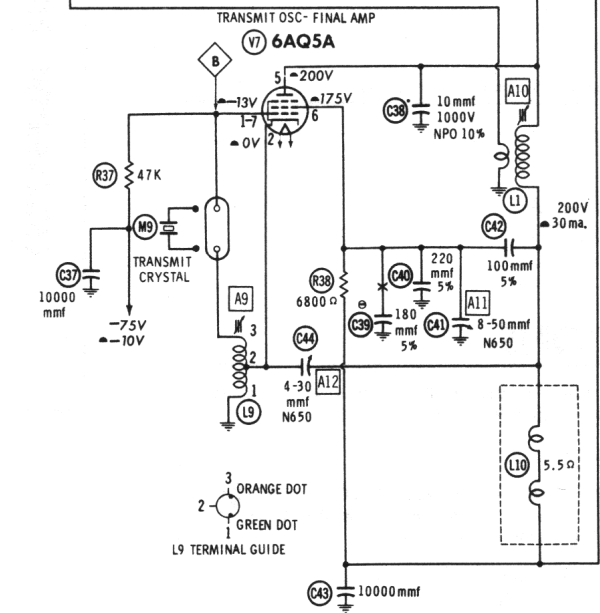 TRANSMIT OSC- FINAL AMP
V7 6AQ5A
B
5
200V
-13V
175V
1-7
6
2
0V
C38
10 mmf
1000V
NPO 10%
A10
L1
R37
47K
M9
TRANSMIT
CRYSTAL
C42
200V
30 ma.
100 mmf
5%
C37
10000
mmf
-75V
-10V
R38
6800 Ω
C40
220
mmf
5%
C39
180
mmf
5%
C41
A11
8-50 mmf
N650
A9
3
2
1
L9
C44
4-30
mmf
N650
A12
L10
5.5 Ω
3
ORANGE DOT
2
1
GREEN DOT
L9 TERMINAL GUIDE
C43
10000 mmf